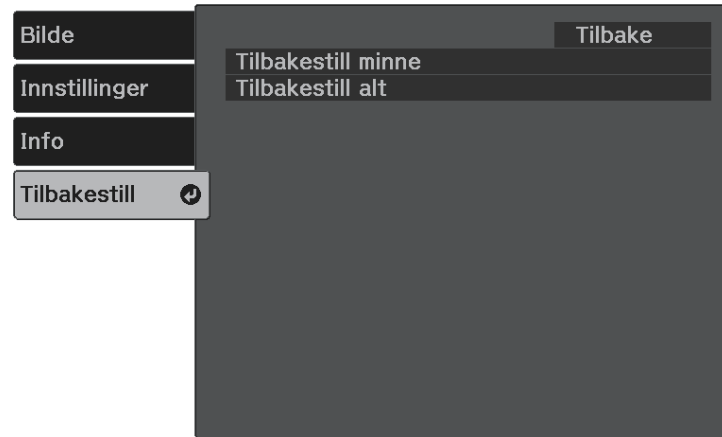 Bilde
Innstillinger
Info
Tilbakestill
Tilbake
Tilbakestill minne
Tilbakestill alt